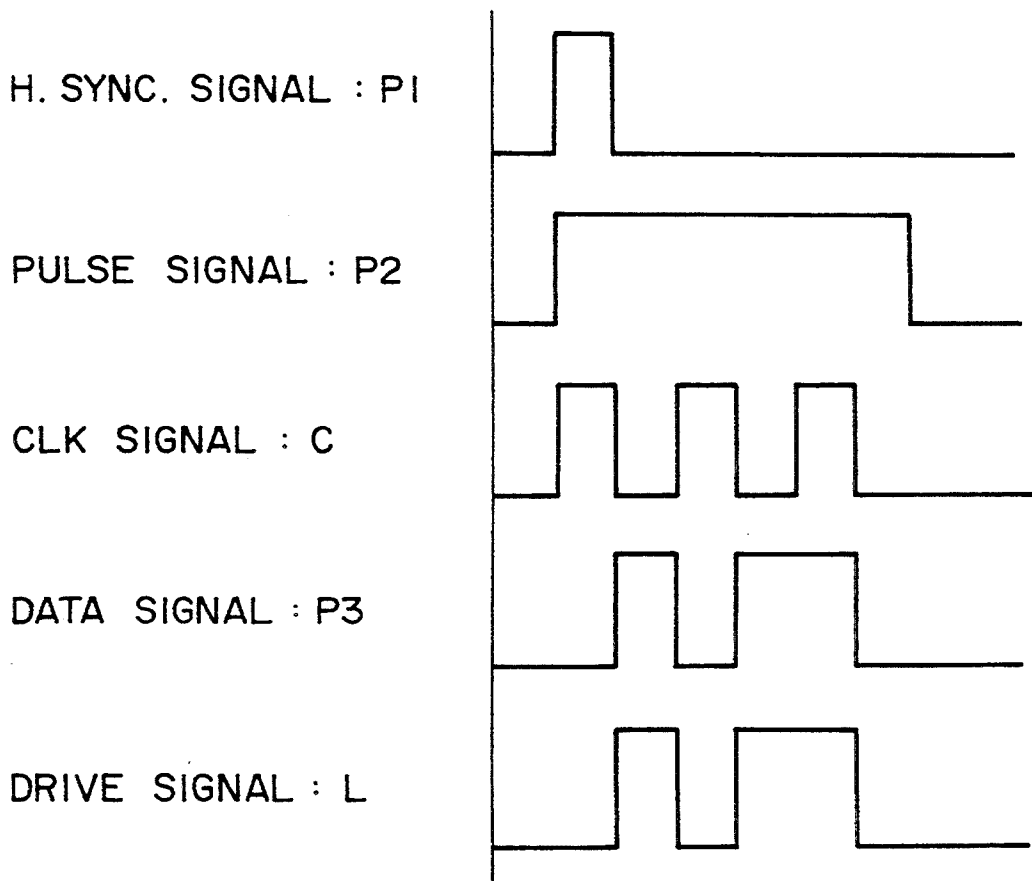 H. SYNC. SIGNAL : P1
PULSE SIGNAL : P2
CLK SIGNAL : C
DATA SIGNAL : P3
DRIVE SIGNAL : L